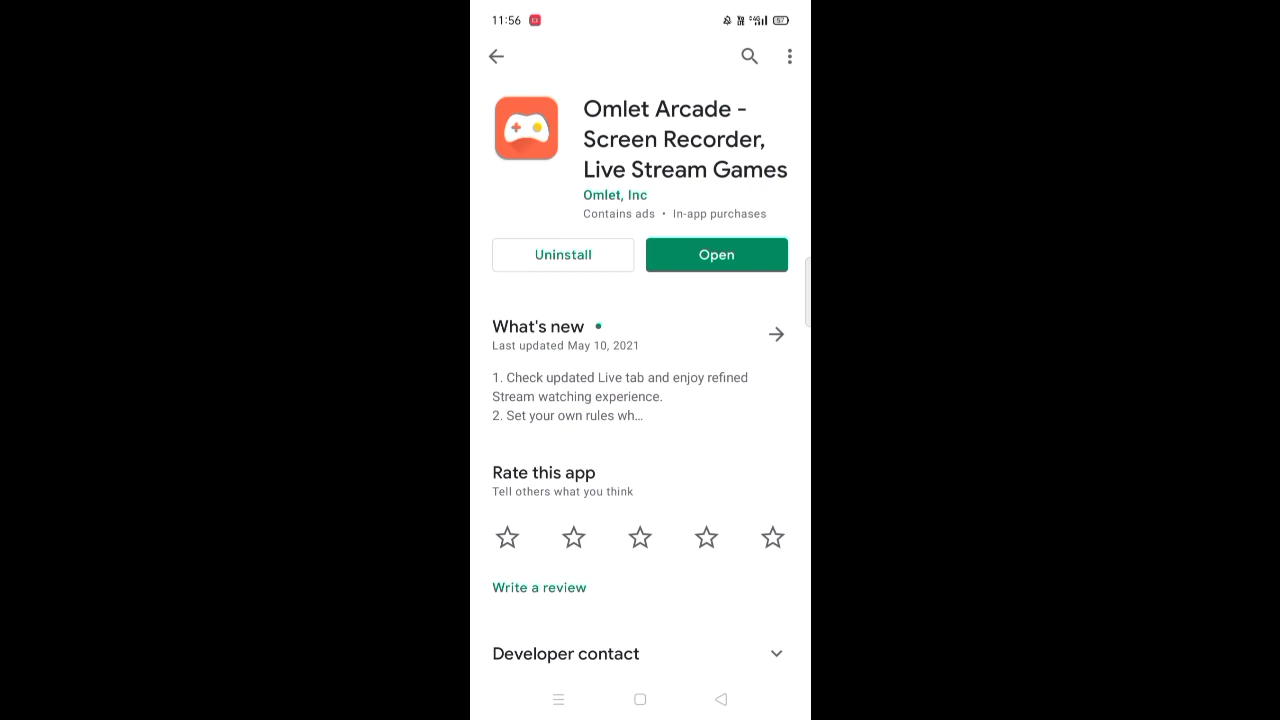 11:56
Omlet Arcade -
Screen Recorder,
Live Stream Games
Omlet, Inc
Contains ads • In-app purchases
Uninstall
Open
What's new
Last updated May 10, 2021
1. Check updated Live tab and enjoy refined
Stream watching experience.
2. Set your own rules wh...
Rate this app
Tell others what you think
Write a review
Developer contact